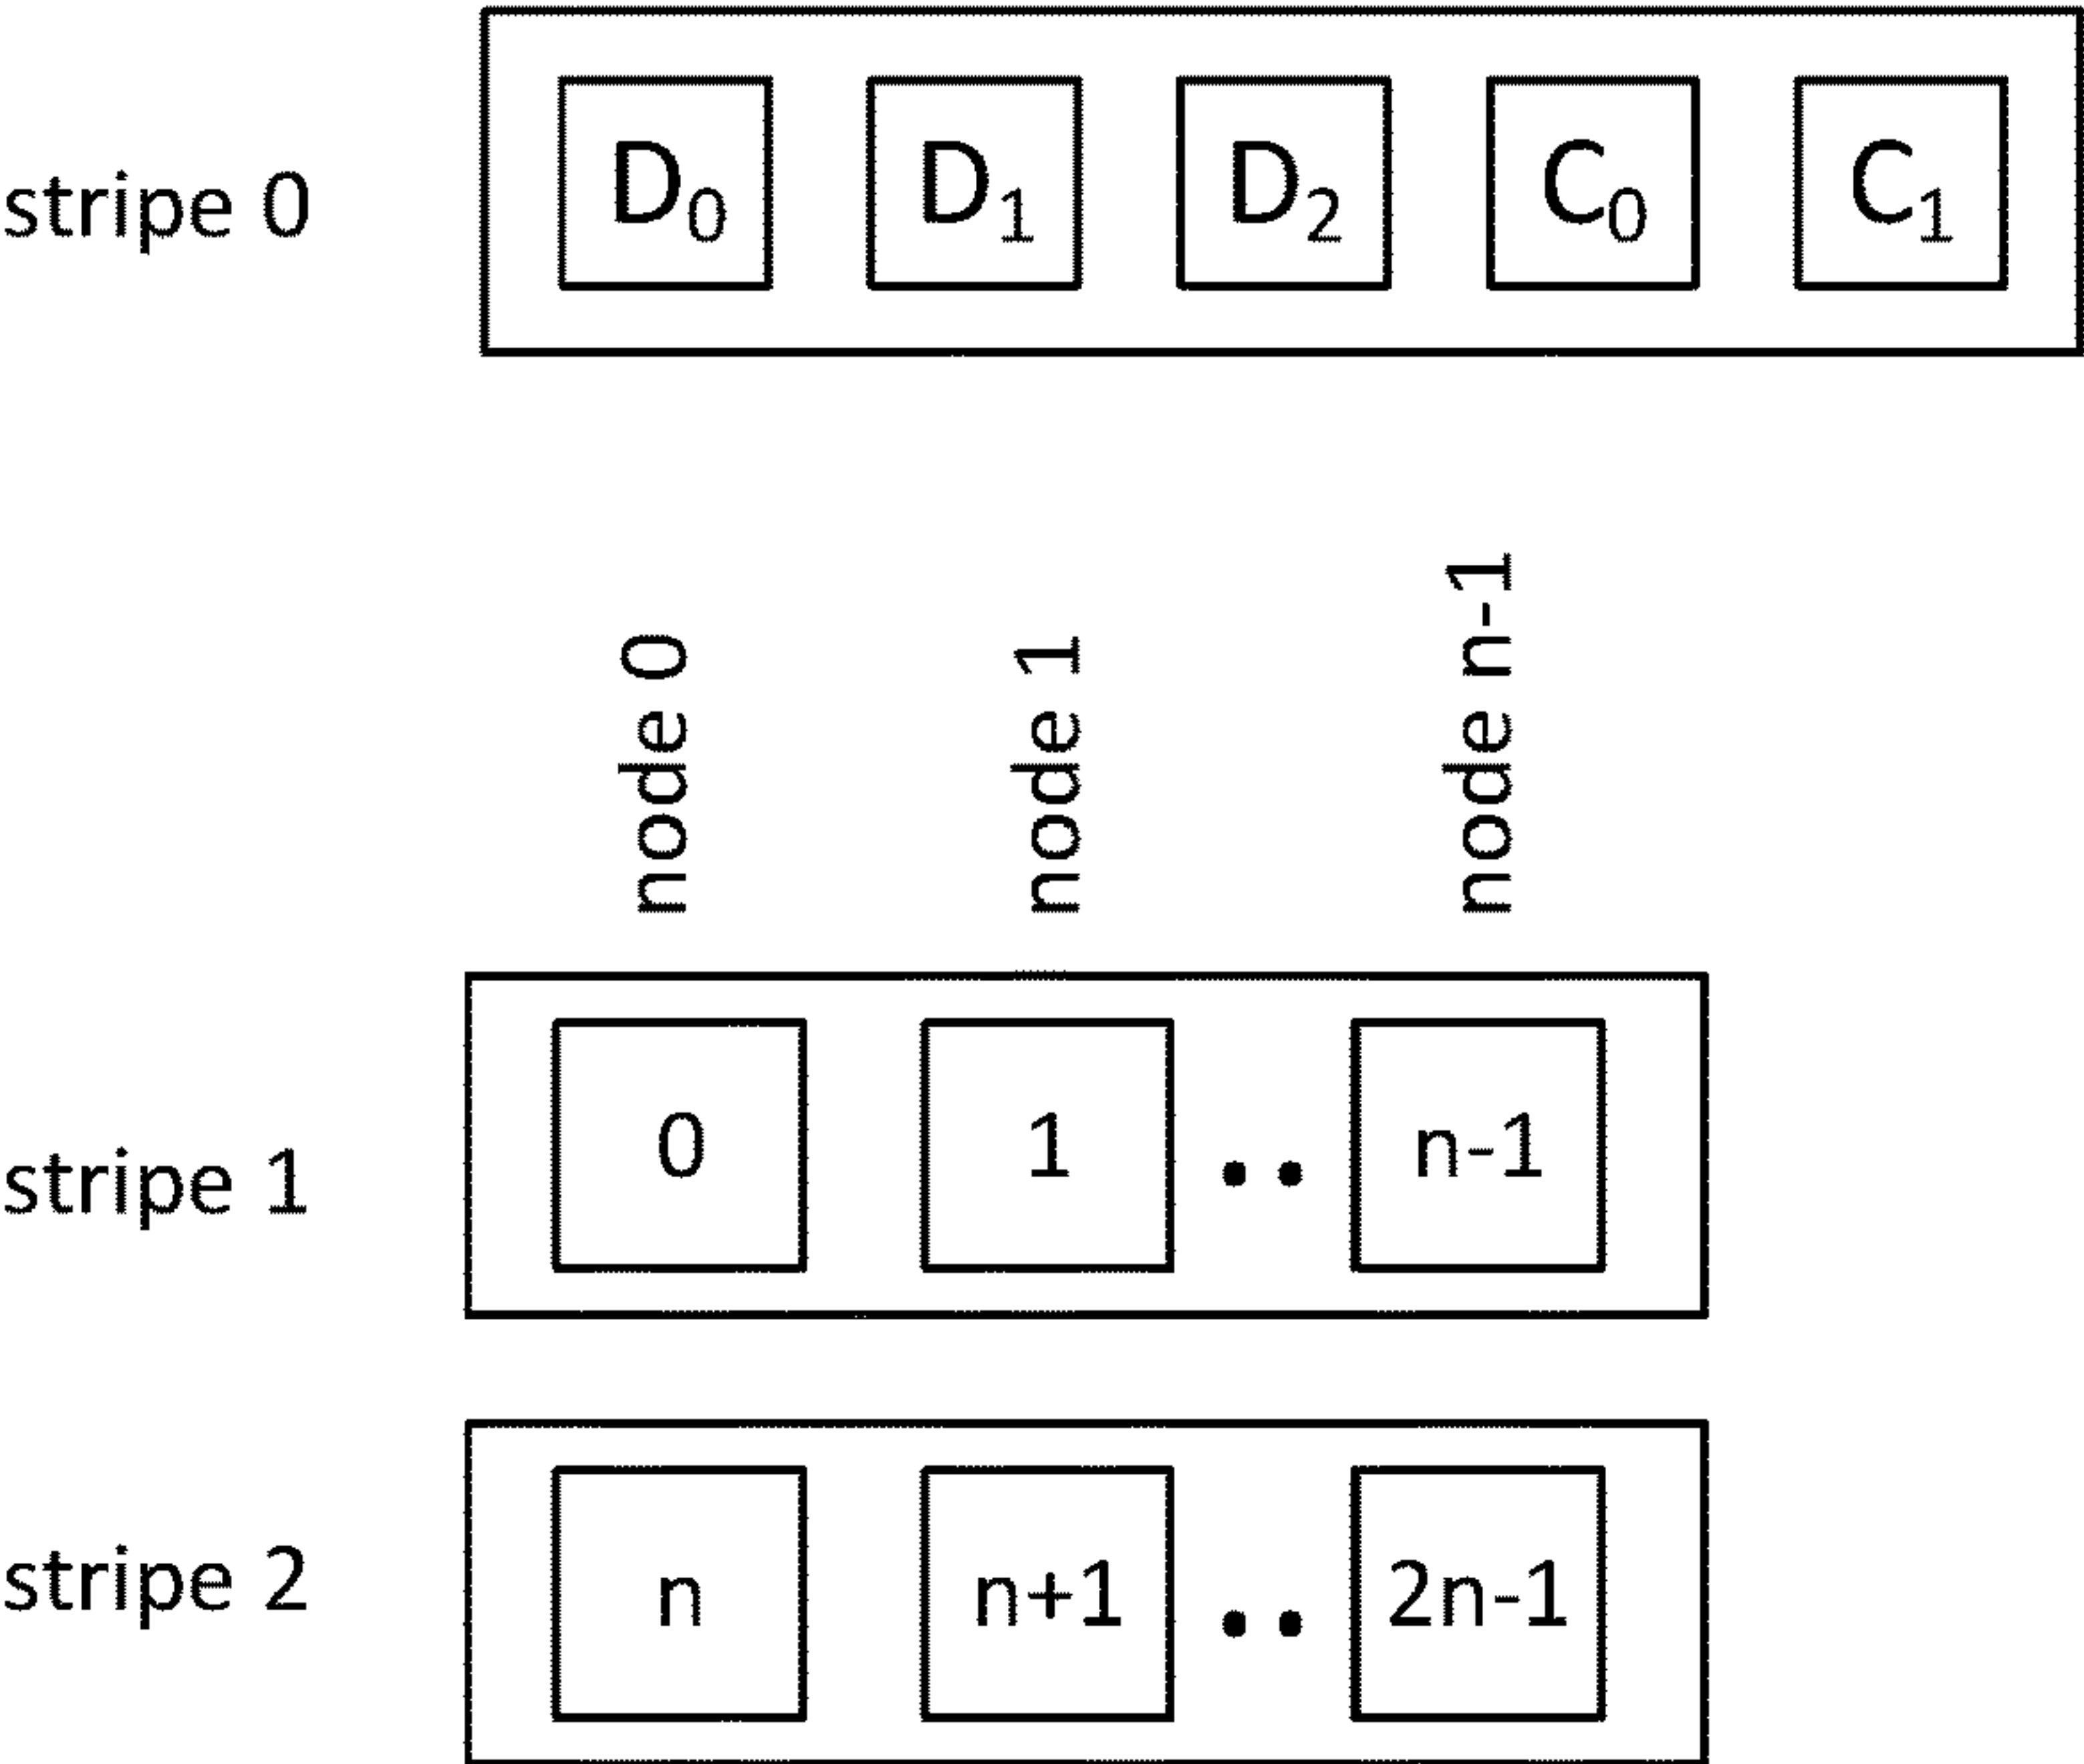 stripe 0 D₀ D₁ D₂ C₀ C₁
node 0 node 1 node n-1
stripe 1 0 1 •• n-1
stripe 2 n n+1 •• 2n-1